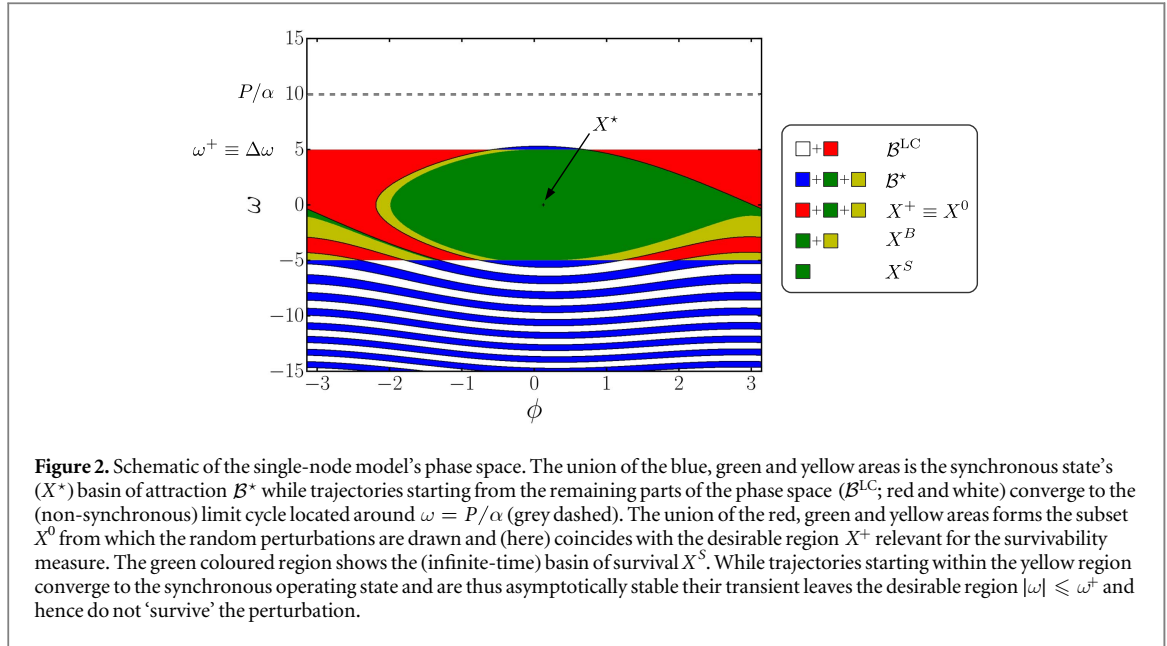 15
P/α 10
X⋆
ω⁺ ≡ Δω 5
ω 0
−5
−10
−15
−3 −2 −1 0 1 2 3
ϕ
+ 𝓑ᴸᶜ
+ + 𝓑⋆
+ + X⁺ ≡ X⁰
+ Xᴮ
Xˢ
Figure 2. Schematic of the single-node model's phase space. The union of the blue, green and yellow areas is the synchronous state's
(X⋆) basin of attraction 𝓑⋆ while trajectories starting from the remaining parts of the phase space (𝓑ᴸᶜ; red and white) converge to the
(non-synchronous) limit cycle located around ω = P/α (grey dashed). The union of the red, green and yellow areas forms the subset
X⁰ from which the random perturbations are drawn and (here) coincides with the desirable region X⁺ relevant for the survivability
measure. The green coloured region shows the (infinite-time) basin of survival Xˢ. While trajectories starting within the yellow region
converge to the synchronous operating state and are thus asymptotically stable their transient leaves the desirable region |ω| ⩽ ω⁺ and
hence do not 'survive' the perturbation.